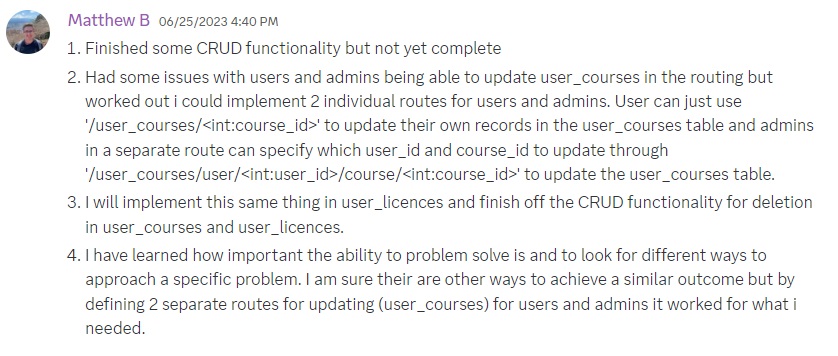 Matthew B 06/25/2023 4:40 PM
1. Finished some CRUD functionality but not yet complete
2. Had some issues with users and admins being able to update user_courses in the routing but
worked out i could implement 2 individual routes for users and admins. User can just use
'/user_courses/<int:course_id>' to update their own records in the user_courses table and admins
in a separate route can specify which user_id and course_id to update through
'/user_courses/user/<int:user_id>/course/<int:course_id>' to update the user_courses table.
3. I will implement this same thing in user_licences and finish off the CRUD functionality for deletion
in user_courses and user_licences.
4. I have learned how important the ability to problem solve is and to look for different ways to
approach a specific problem. I am sure their are other ways to achieve a similar outcome but by
defining 2 separate routes for updating (user_courses) for users and admins it worked for what i
needed.